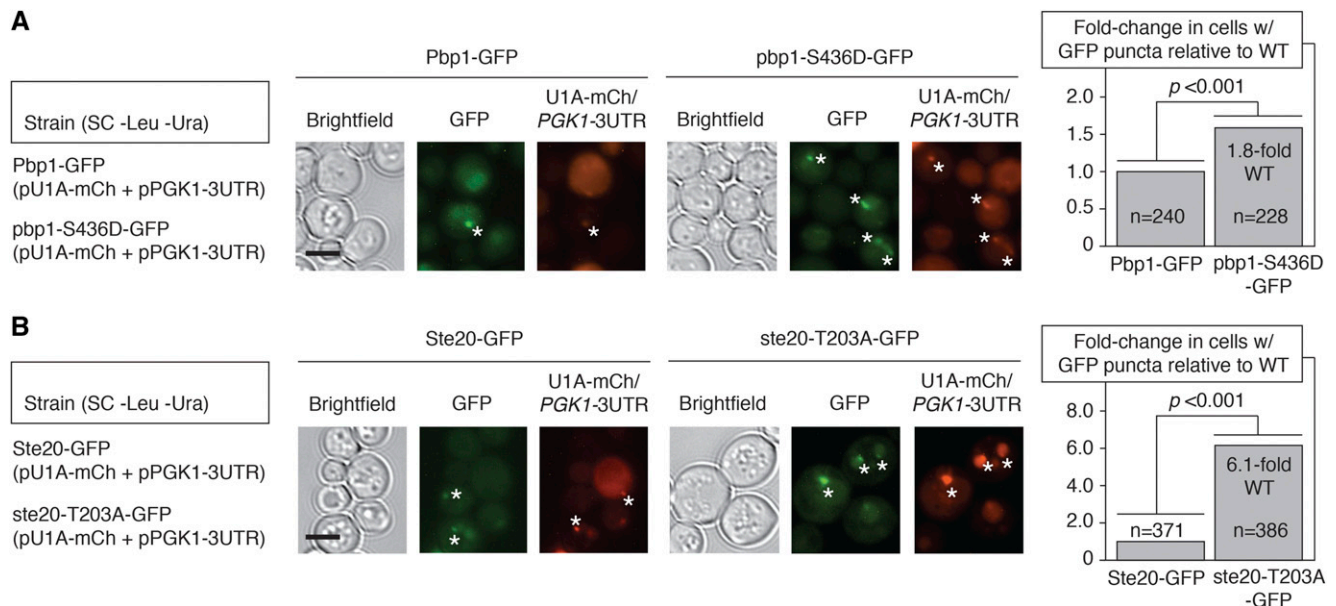 A
Pbp1-GFP
pbp1-S436D-GFP
Fold-change in cells w/
GFP puncta relative to WT
Strain (SC -Leu -Ura)
Brightfield
GFP
U1A-mCh/
PGK1-3UTR
Brightfield
GFP
U1A-mCh/
PGK1-3UTR
Pbp1-GFP
(pU1A-mCh + pPGK1-3UTR)
pbp1-S436D-GFP
(pU1A-mCh + pPGK1-3UTR)
*
*
*
*
*
*
*
*
*
*
2.0
1.5
1.0
0.5
0
p <0.001
1.8-fold
WT
n=240
n=228
Pbp1-GFP
pbp1-S436D
-GFP
B
Ste20-GFP
ste20-T203A-GFP
Fold-change in cells w/
GFP puncta relative to WT
Strain (SC -Leu -Ura)
Brightfield
GFP
U1A-mCh/
PGK1-3UTR
Brightfield
GFP
U1A-mCh/
PGK1-3UTR
Ste20-GFP
(pU1A-mCh + pPGK1-3UTR)
ste20-T203A-GFP
(pU1A-mCh + pPGK1-3UTR)
*
*
*
*
*
*
*
*
*
*
8.0
6.0
4.0
2.0
0
p <0.001
6.1-fold
WT
n=371
n=386
Ste20-GFP
ste20-T203A
-GFP